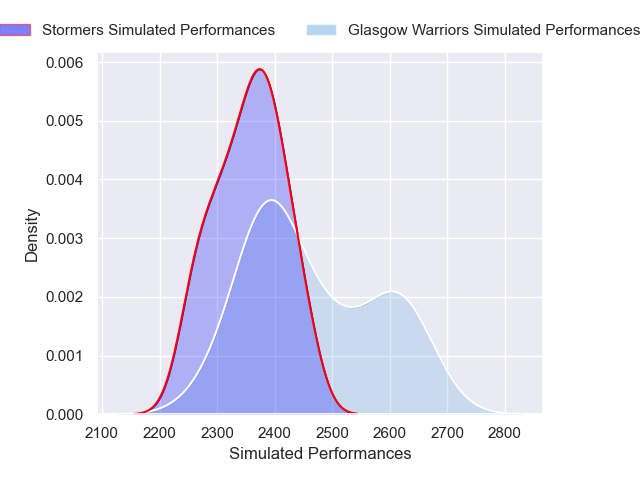 Stormers Simulated Performances
Glasgow Warriors Simulated Performances
0.006
0.005
0.004
0.003
0.002
0.001
0.000
Density
2100 2200 2300 2400 2500 2600 2700 2800
Simulated Performances